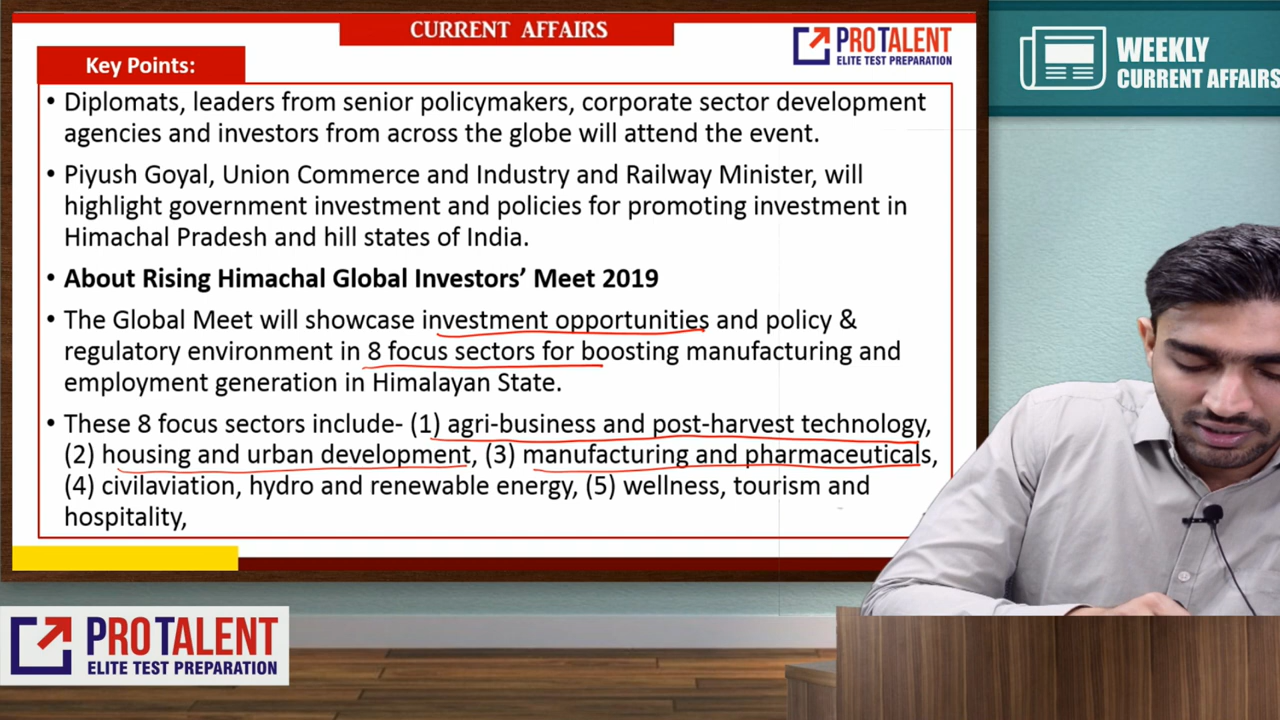 CURRENT AFFAIRS
PROTALENT
ELITE TEST PREPARATION
WEEKLY
CURRENT AFFAIRS
Key Points:
• Diplomats, leaders from senior policymakers, corporate sector development
agencies and investors from across the globe will attend the event.
• Piyush Goyal, Union Commerce and Industry and Railway Minister, will
highlight government investment and policies for promoting investment in
Himachal Pradesh and hill states of India.
• About Rising Himachal Global Investors’ Meet 2019
• The Global Meet will showcase investment opportunities and policy &
regulatory environment in 8 focus sectors for boosting manufacturing and
employment generation in Himalayan State.
• These 8 focus sectors include- (1) agri-business and post-harvest technology,
(2) housing and urban development, (3) manufacturing and pharmaceuticals,
(4) civilaviation, hydro and renewable energy, (5) wellness, tourism and
hospitality,
PROTALENT
ELITE TEST PREPARATION